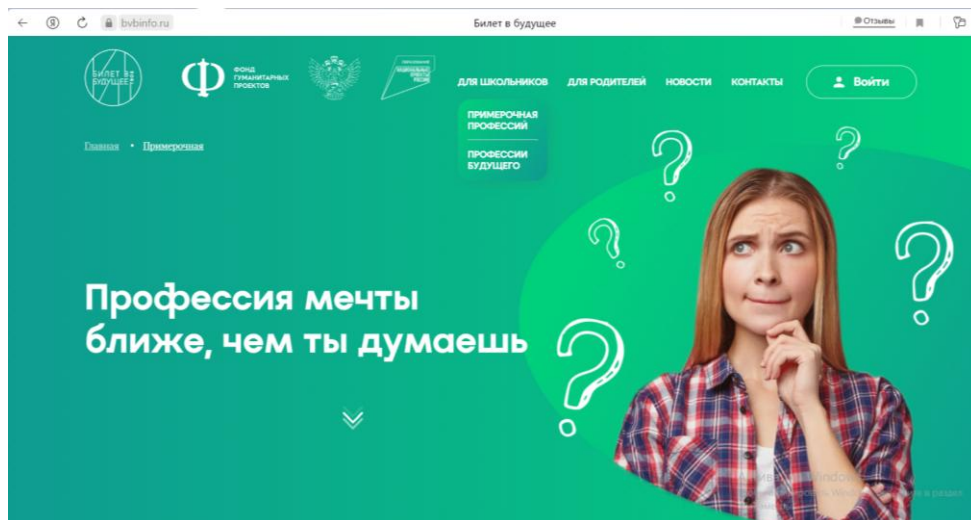 bvbinfo.ru
Билет в будущее
Отзывы
БИЛЕТ В
БУДУЩЕЕ
ФОНД
ГУМАНИТАРНЫХ
ПРОЕКТОВ
ДЛЯ ШКОЛЬНИКОВ
ДЛЯ РОДИТЕЛЕЙ
НОВОСТИ
КОНТАКТЫ
Войти
ПРИМЕРОЧНАЯ
ПРОФЕССИЙ
ПРОФЕССИИ
БУДУЩЕГО
Главная • Примерочная
? ? ? ? ?
Профессия мечты
ближе, чем ты думаешь